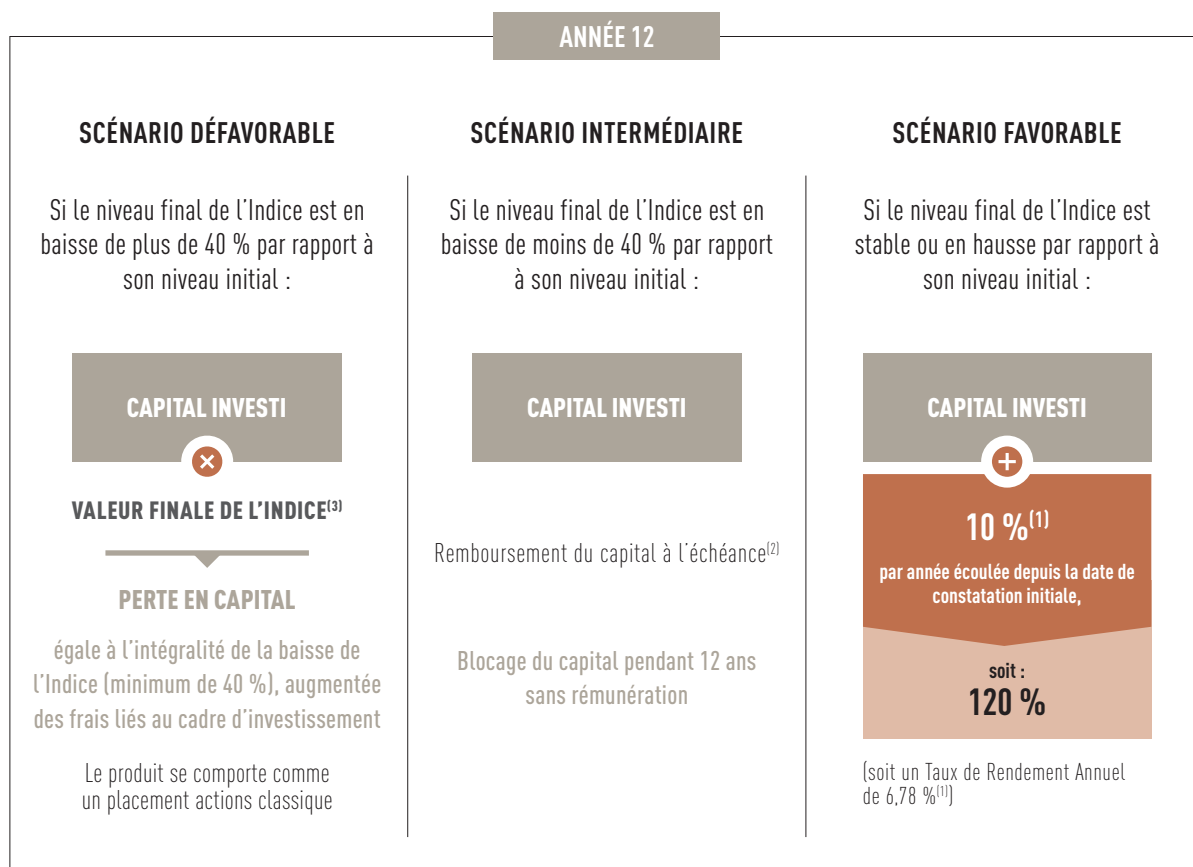 ANNÉE 12
SCÉNARIO DÉFAVORABLE
Si le niveau final de l’Indice est en
baisse de plus de 40 % par rapport à
son niveau initial :
CAPITAL INVESTI
×
VALEUR FINALE DE L’INDICE(3)
PERTE EN CAPITAL
égale à l’intégralité de la baisse de
l’Indice (minimum de 40 %), augmentée
des frais liés au cadre d’investissement
Le produit se comporte comme
un placement actions classique
SCÉNARIO INTERMÉDIAIRE
Si le niveau final de l’Indice est en
baisse de moins de 40 % par rapport
à son niveau initial :
CAPITAL INVESTI
Remboursement du capital à l’échéance(2)
Blocage du capital pendant 12 ans
sans rémunération
SCÉNARIO FAVORABLE
Si le niveau final de l’Indice est
stable ou en hausse par rapport à
son niveau initial :
CAPITAL INVESTI
+
10 %(1)
par année écoulée depuis la date de
constatation initiale,
soit :
120 %
(soit un Taux de Rendement Annuel
de 6,78 %(1))